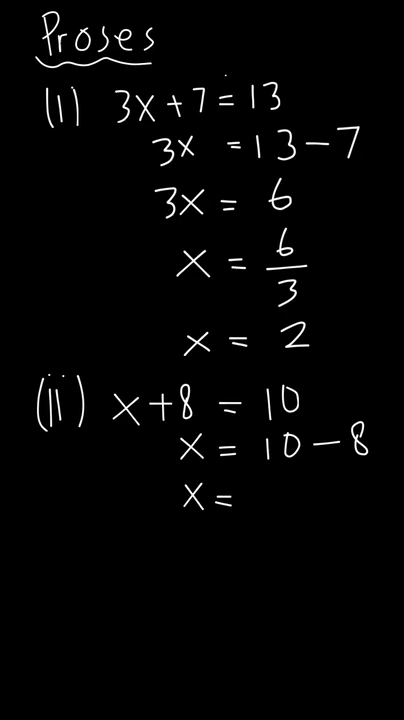 Proses
(i) 3x + 7 = 13
3x = 13 - 7
3x = 6
x = 6/3
x = 2
(ii) x + 8 = 10
x = 10 - 8
x =